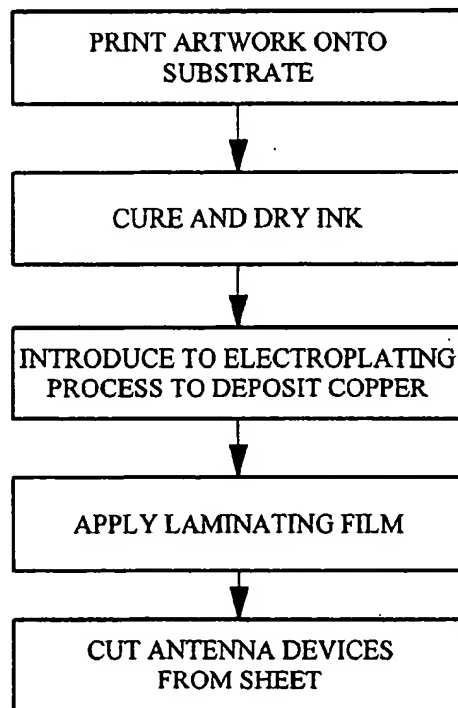 PRINT ARTWORK ONTO
SUBSTRATE
CURE AND DRY INK
INTRODUCE TO ELECTROPLATING
PROCESS TO DEPOSIT COPPER
APPLY LAMINATING FILM
CUT ANTENNA DEVICES
FROM SHEET